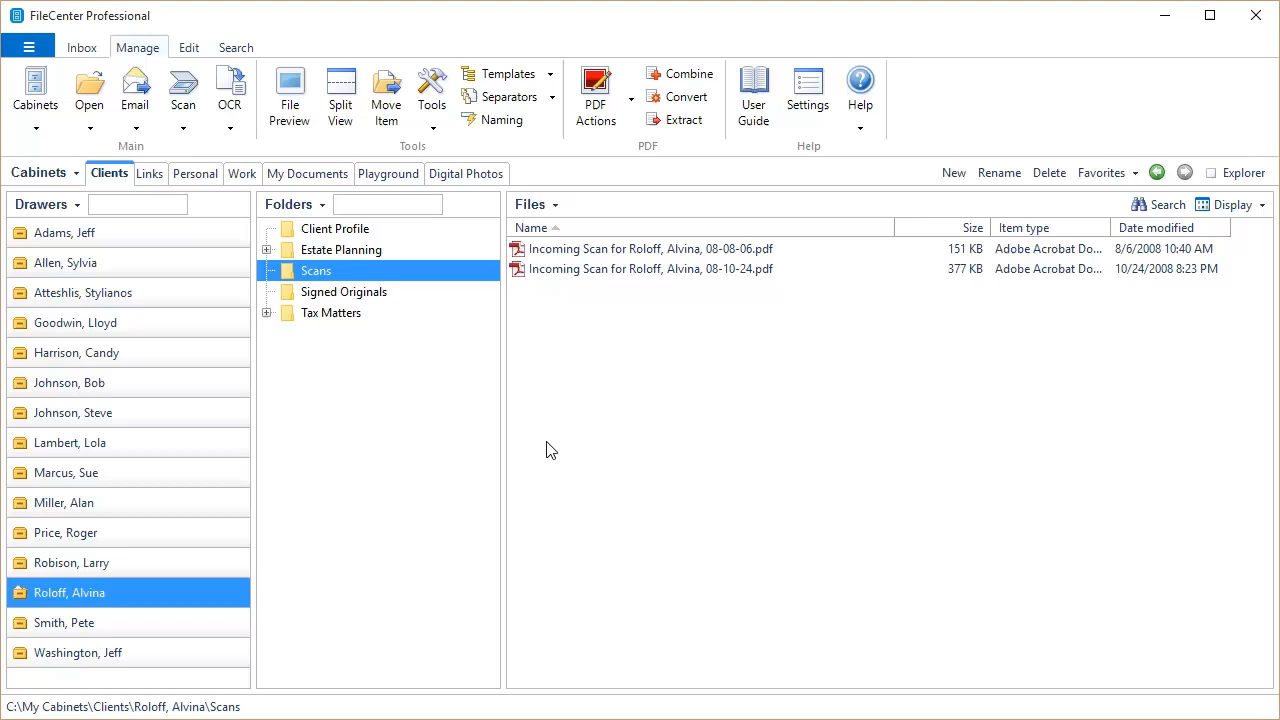 FileCenter Professional
Inbox Manage Edit Search
Cabinets Open Email Scan OCR
Main
File Preview Split View Move Item Tools
Templates
Separators
Naming
Tools
PDF Actions
Combine
Convert
Extract
PDF
User Guide Settings Help
Help
Cabinets Clients Links Personal Work My Documents Playground Digital Photos New Rename Delete Favorites Explorer
Drawers
Adams, Jeff
Allen, Sylvia
Atteshlis, Stylianos
Goodwin, Lloyd
Harrison, Candy
Johnson, Bob
Johnson, Steve
Lambert, Lola
Marcus, Sue
Miller, Alan
Price, Roger
Robison, Larry
Roloff, Alvina
Smith, Pete
Washington, Jeff
Folders
Client Profile
Estate Planning
Scans
Signed Originals
Tax Matters
Files Search Display
Name Size Item type Date modified
Incoming Scan for Roloff, Alvina, 08-08-06.pdf 151 KB Adobe Acrobat Do... 8/6/2008 10:40 AM
Incoming Scan for Roloff, Alvina, 08-10-24.pdf 377 KB Adobe Acrobat Do... 10/24/2008 8:23 PM
C:\My Cabinets\Clients\Roloff, Alvina\Scans